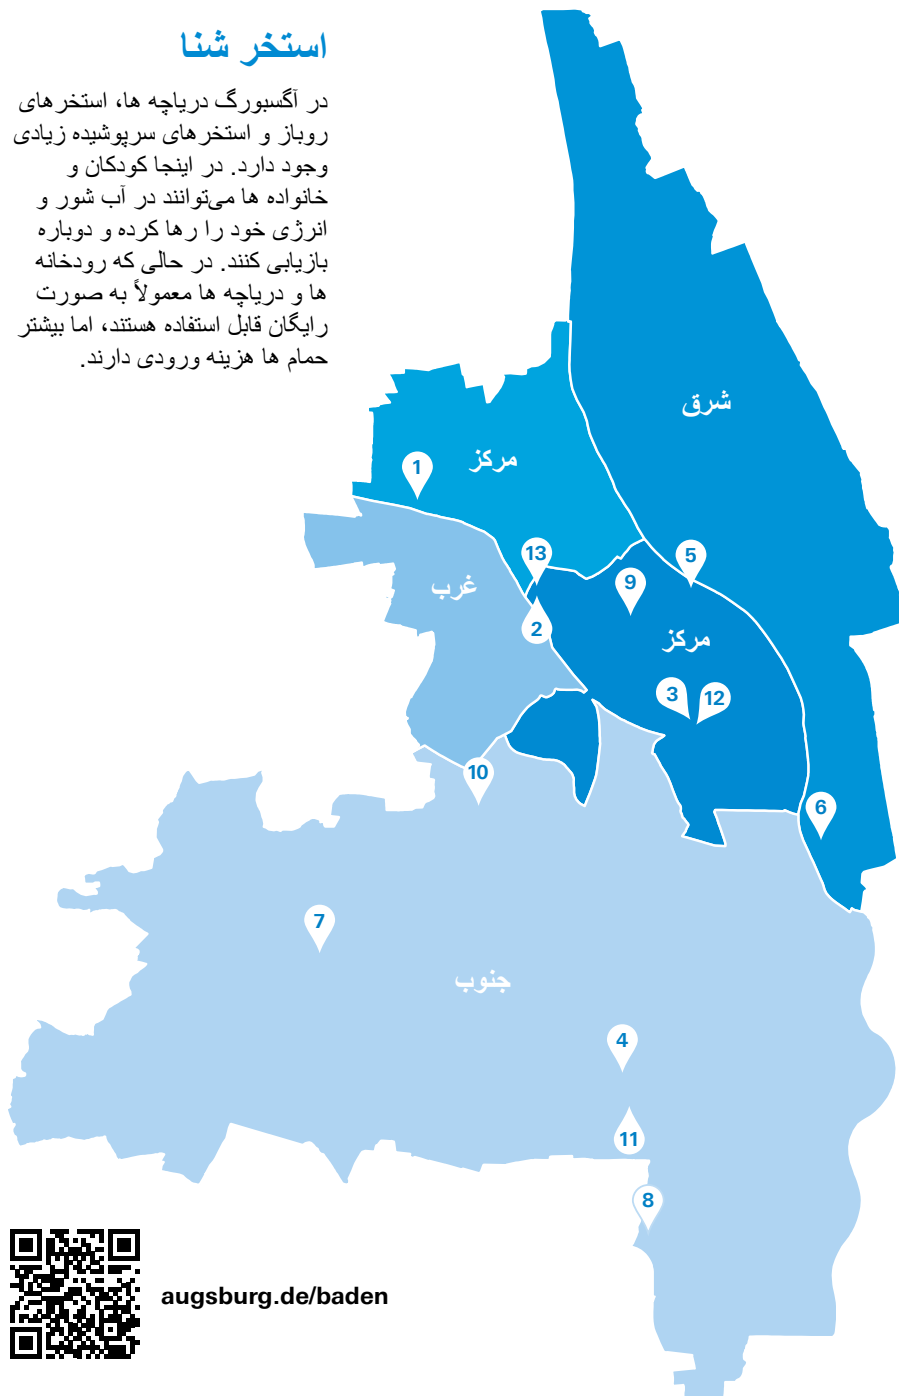 استخر شنا
در آگسبورگ دریاچه ها، استخرهای
روباز و استخرهای سرپوشیده زیادی
وجود دارد. در اینجا کودکان و
خانواده ها می‌توانند در آب شور و
انرژی خود را رها کرده و دوباره
بازیابی کنند. در حالی که رودخانه
ها و دریاچه ها معمولاً به صورت
رایگان قابل استفاده هستند، اما بیشتر
حمام ها هزینه ورودی دارند.
شرق
مرکز
1
13
5
9
غرب
2
مرکز
3
12
10
6
7
جنوب
4
11
8
augsburg.de/baden